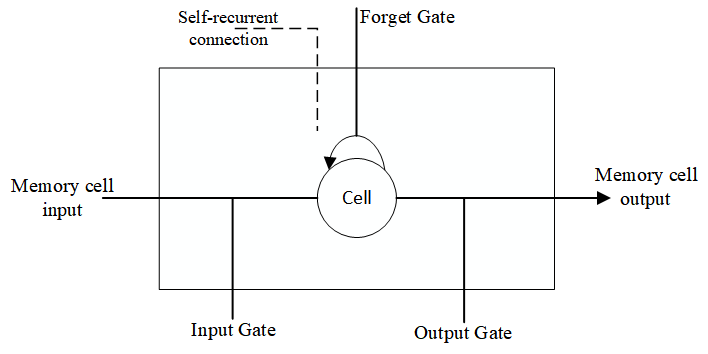 Self-recurrent
connection
Forget Gate
Memory cell
input
Cell
Memory cell
output
Input Gate
Output Gate